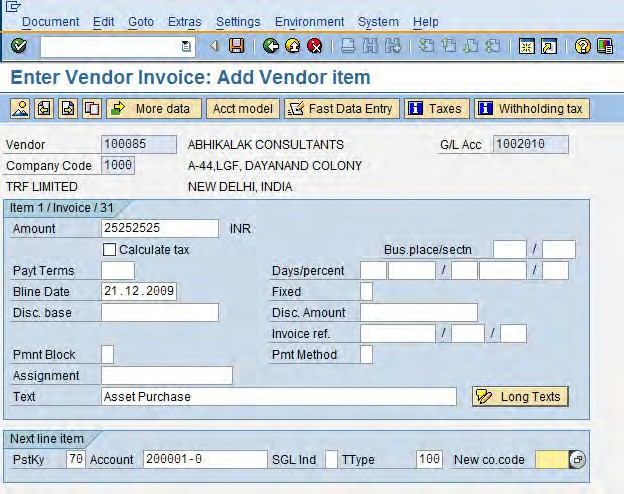 Document Edit Goto Extras Settings Environment System Help
Enter Vendor Invoice: Add Vendor item
More data Acct model Fast Data Entry Taxes Withholding tax
Vendor 100085 ABHIKALAK CONSULTANTS G/L Acc 1002010
Company Code 1000 A-44,LGF, DAYANAND COLONY
TRF LIMITED NEW DELHI, INDIA
Item 1 / Invoice / 31
Amount 25252525 INR
Calculate tax Bus.place/sectn /
Payt Terms Days/percent / /
Bline Date 21.12.2009 Fixed
Disc. base Disc. Amount
Invoice ref. / /
Pmnt Block Pmt Method
Assignment
Text Asset Purchase Long Texts
Next line item
PstKy 70 Account 200001-0 SGL Ind TType 100 New co.code